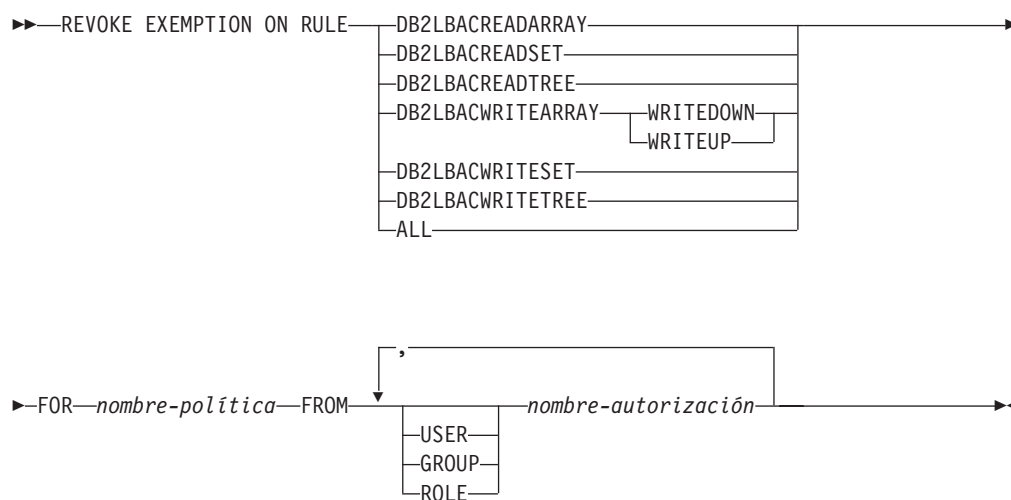 REVOKE EXEMPTION ON RULE DB2LBACREADARRAY
DB2LBACREADSET
DB2LBACREADTREE
DB2LBACWRITEARRAY WRITEDOWN
WRITEUP
DB2LBACWRITESET
DB2LBACWRITETREE
ALL
,
FOR nombre-política FROM nombre-autorización
USER
GROUP
ROLE